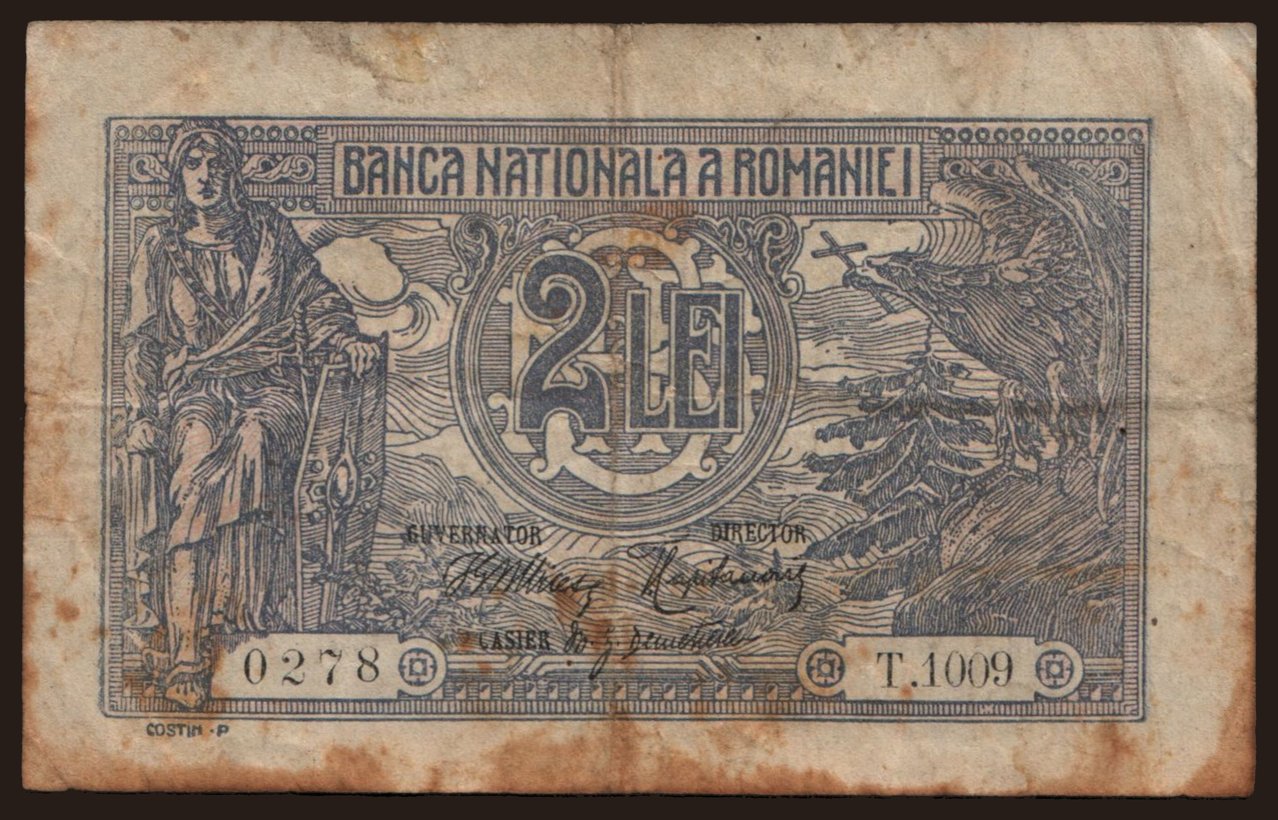 BANCA NATIONALA A ROMANIEI
2 LEI
GUVERNATOR DIRECTOR
CASIER
0278 T.1009
COSTIN·P